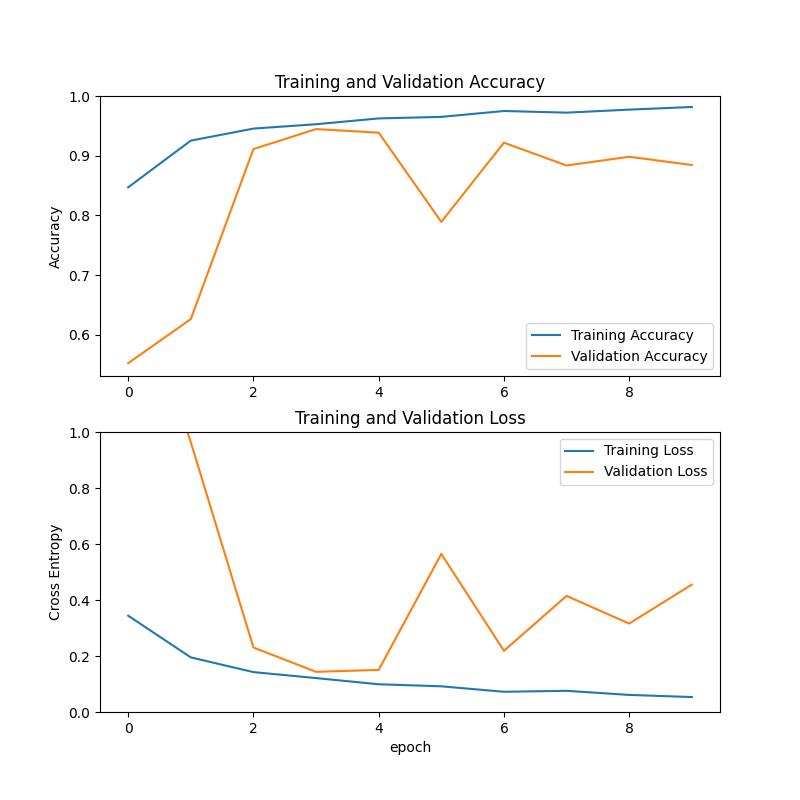 Training and Validation Accuracy
1.0
0.9
0.8
0.7
0.6
Accuracy
Training Accuracy
Validation Accuracy
0 2 4 6 8
Training and Validation Loss
1.0
0.8
0.6
0.4
0.2
0.0
Cross Entropy
Training Loss
Validation Loss
0 2 4 6 8
epoch